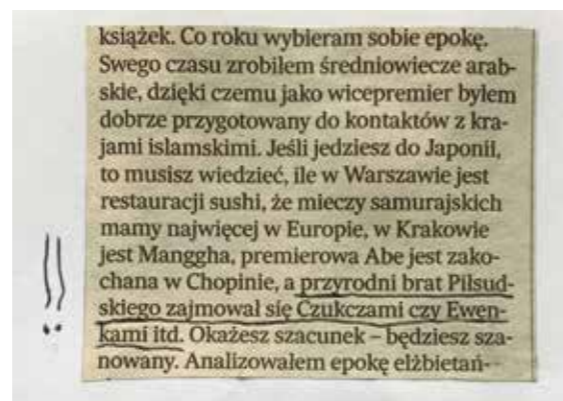 książek. Co roku wybieram sobie epokę.
Swego czasu zrobiłem średniowiecze arab-
skie, dzięki czemu jako wicepremier byłem
dobrze przygotowany do kontaktów z kra-
jami islamskimi. Jeśli jedziesz do Japonii,
to musisz wiedzieć, ile w Warszawie jest
restauracji sushi, że mieczy samurajskich
mamy najwięcej w Europie, w Krakowie
jest Manggha, premierowa Abe jest zako-
chana w Chopinie, a przyrodni brat Piłsud-
skiego zajmował się Czukczami czy Ewen-
kami itd. Okażesz szacunek – będziesz sza-
nowany. Analizowałem epokę elżbietań-
!!